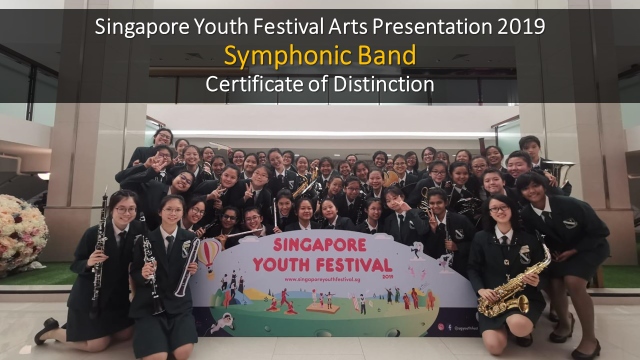 Singapore Youth Festival Arts Presentation 2019
Symphonic Band
Certificate of Distinction
SINGAPORE
YOUTH FESTIVAL
2019
www.singaporeyouthfestival.sg